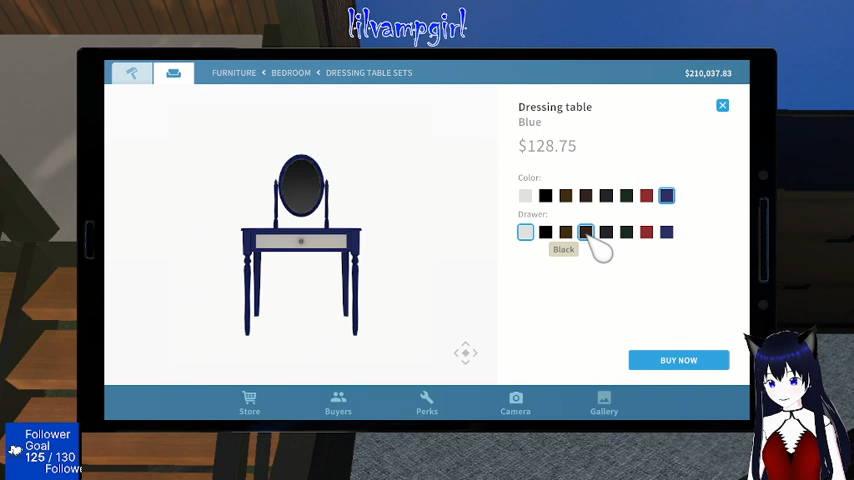 lilvampgirl
FURNITURE < BEDROOM < DRESSING TABLE SETS
$210,037.83
Dressing table
Blue
$128.75
Color:
Drawer:
Black
BUY NOW
Store
Buyers
Perks
Camera
Gallery
Follower
Goal
125 / 130
Followe